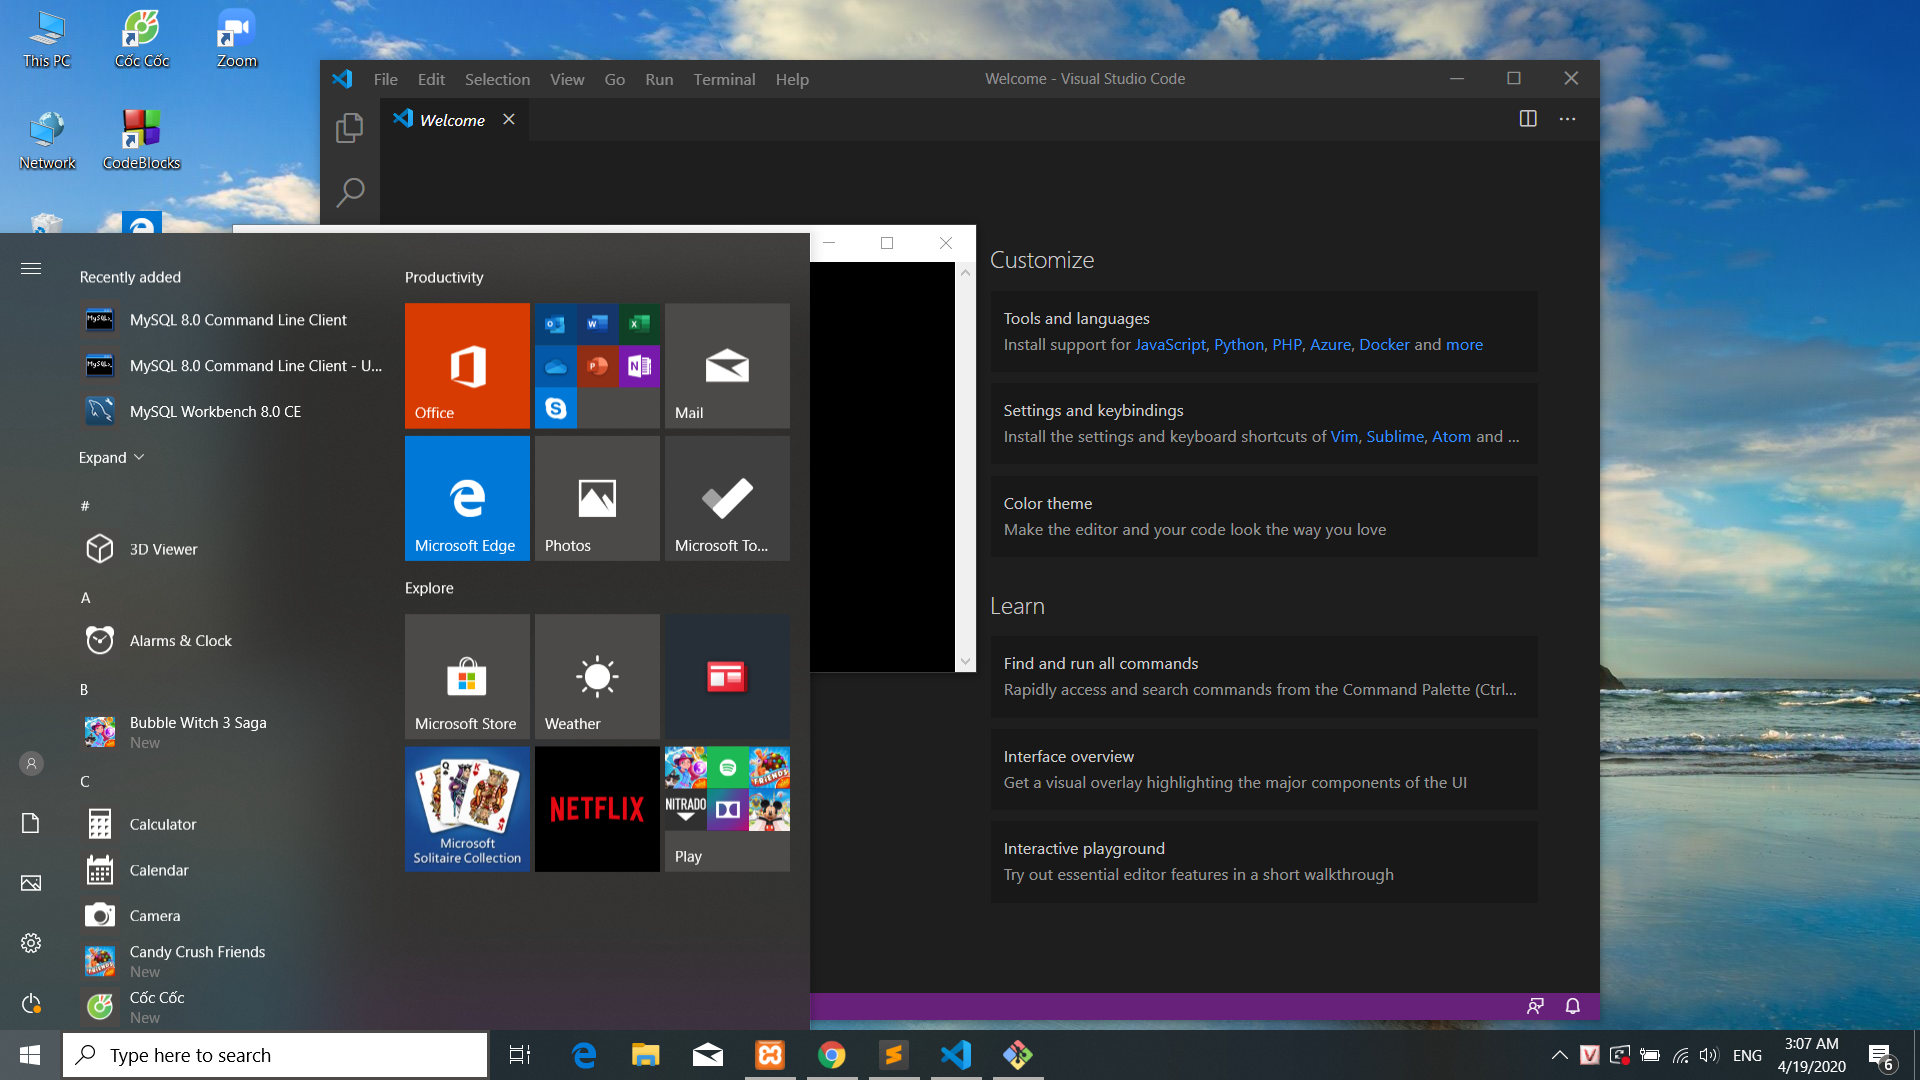 This PC
Cốc Cốc
Zoom
Network
CodeBlocks
File Edit Selection View Go Run Terminal Help
Welcome - Visual Studio Code
Welcome
Recently added
MySQL 8.0 Command Line Client
MySQL 8.0 Command Line Client - U...
MySQL Workbench 8.0 CE
Expand
#
3D Viewer
A
Alarms & Clock
B
Bubble Witch 3 Saga
New
C
Calculator
Calendar
Camera
Candy Crush Friends
New
Cốc Cốc
New
Productivity
Office
Mail
Microsoft Edge
Photos
Microsoft To...
Explore
Microsoft Store
Weather
Microsoft
Solitaire Collection
NETFLIX
NITRADO
FRIENDS
Play
Customize
Tools and languages
Install support for JavaScript, Python, PHP, Azure, Docker and more
Settings and keybindings
Install the settings and keyboard shortcuts of Vim, Sublime, Atom and ...
Color theme
Make the editor and your code look the way you love
Learn
Find and run all commands
Rapidly access and search commands from the Command Palette (Ctrl...
Interface overview
Get a visual overlay highlighting the major components of the UI
Interactive playground
Try out essential editor features in a short walkthrough
Type here to search
ENG
3:07 AM
4/19/2020
6